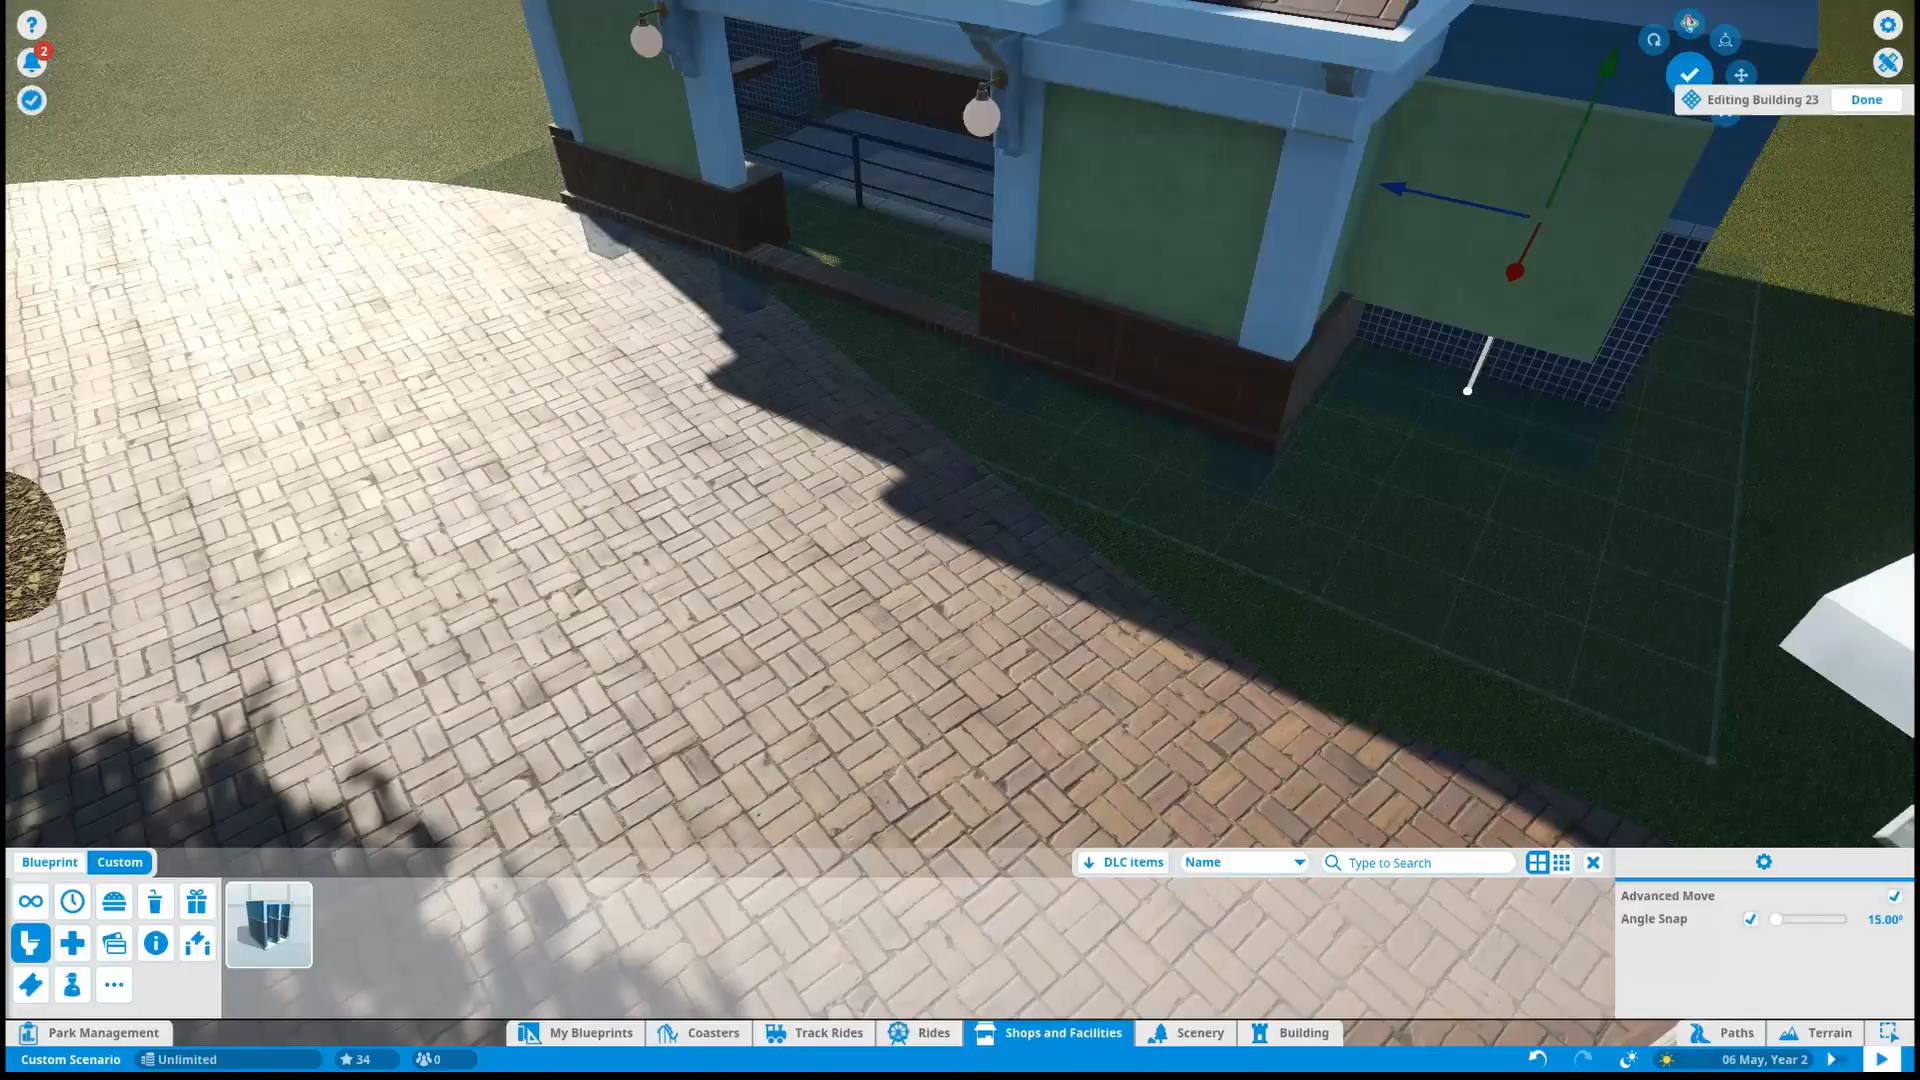 ?
2
Editing Building 23
Done
Blueprint
Custom
DLC items
Name
Type to Search
Advanced Move
Angle Snap
15.00°
Park Management
My Blueprints
Coasters
Track Rides
Rides
Shops and Facilities
Scenery
Building
Paths
Terrain
Custom Scenario
Unlimited
34
0
06 May, Year 2